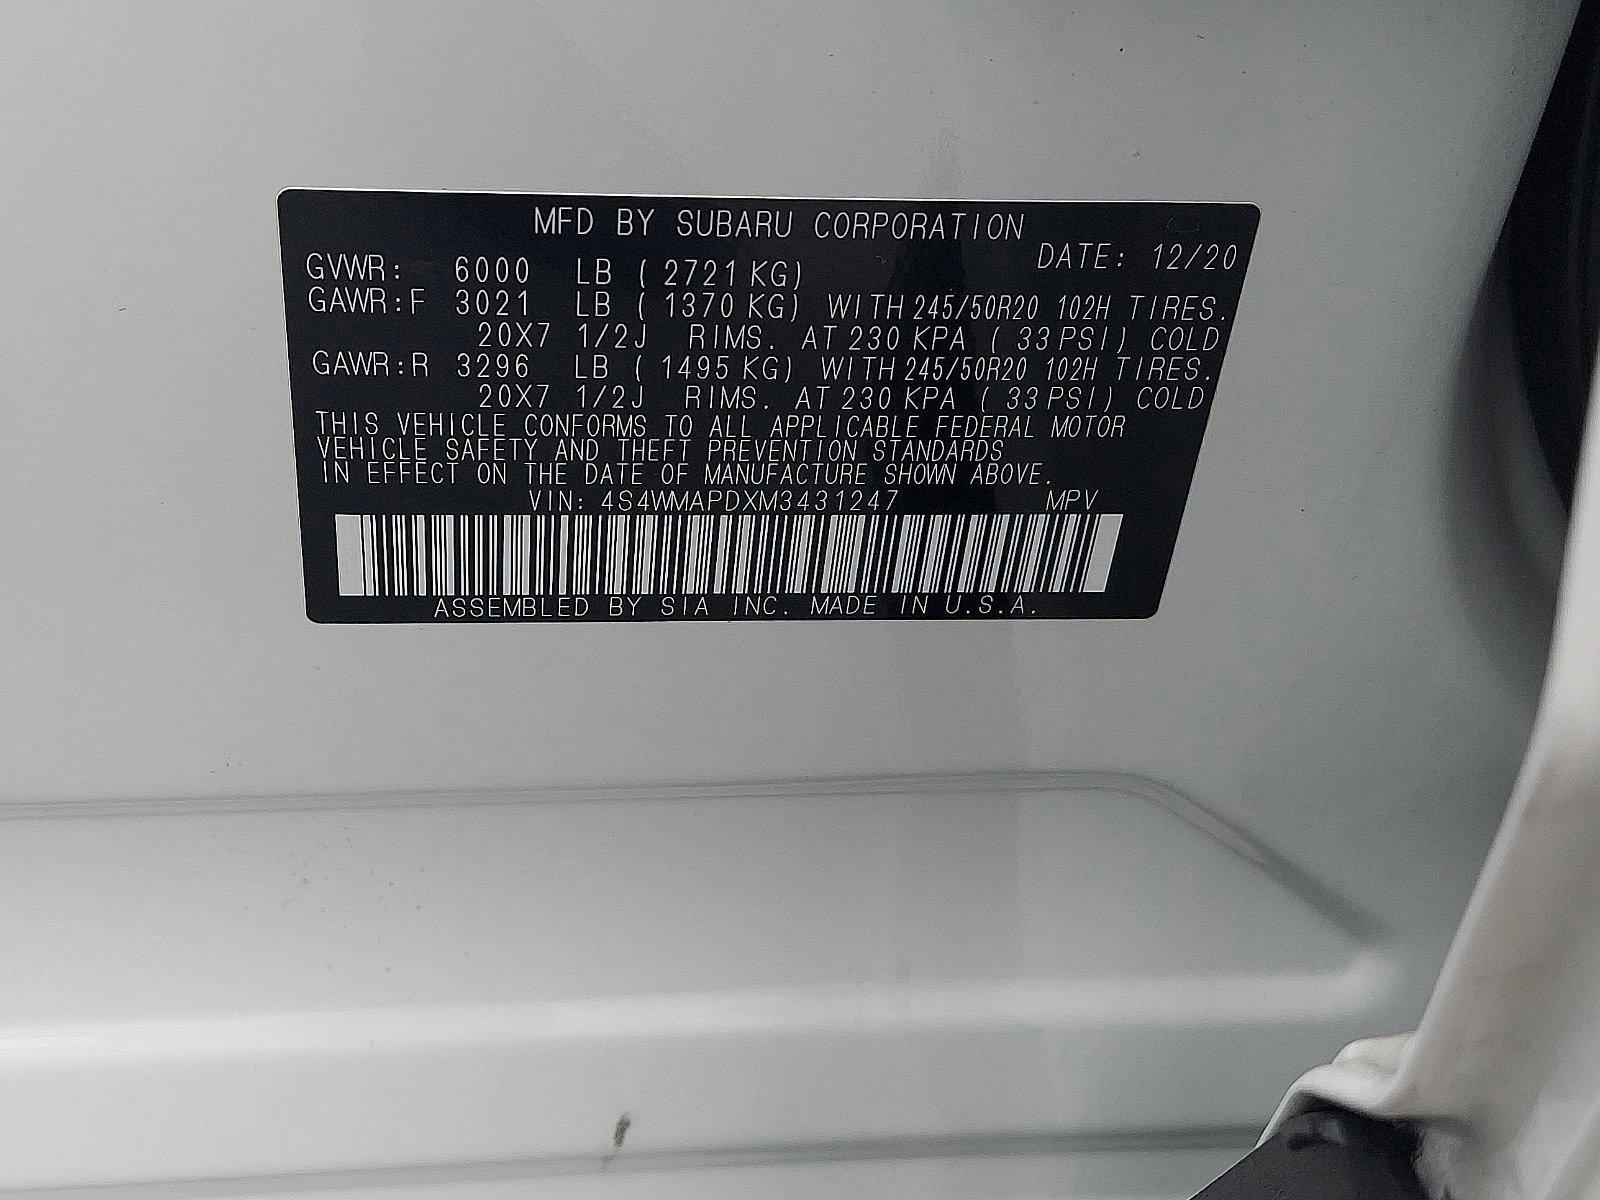 MFD BY SUBARU CORPORATION
DATE: 12/20
GVWR: 6000 LB ( 2721 KG)
GAWR:F 3021 LB ( 1370 KG) WITH 245/50R20 102H TIRES.
20X7 1/2J RIMS. AT 230 KPA ( 33 PSI) COLD
GAWR:R 3296 LB ( 1495 KG) WITH 245/50R20 102H TIRES.
20X7 1/2J RIMS. AT 230 KPA ( 33 PSI) COLD
THIS VEHICLE CONFORMS TO ALL APPLICABLE FEDERAL MOTOR
VEHICLE SAFETY AND THEFT PREVENTION STANDARDS
IN EFFECT ON THE DATE OF MANUFACTURE SHOWN ABOVE.
VIN: 4S4WMAPDXM3431247 MPV
ASSEMBLED BY SIA INC. MADE IN U.S.A.